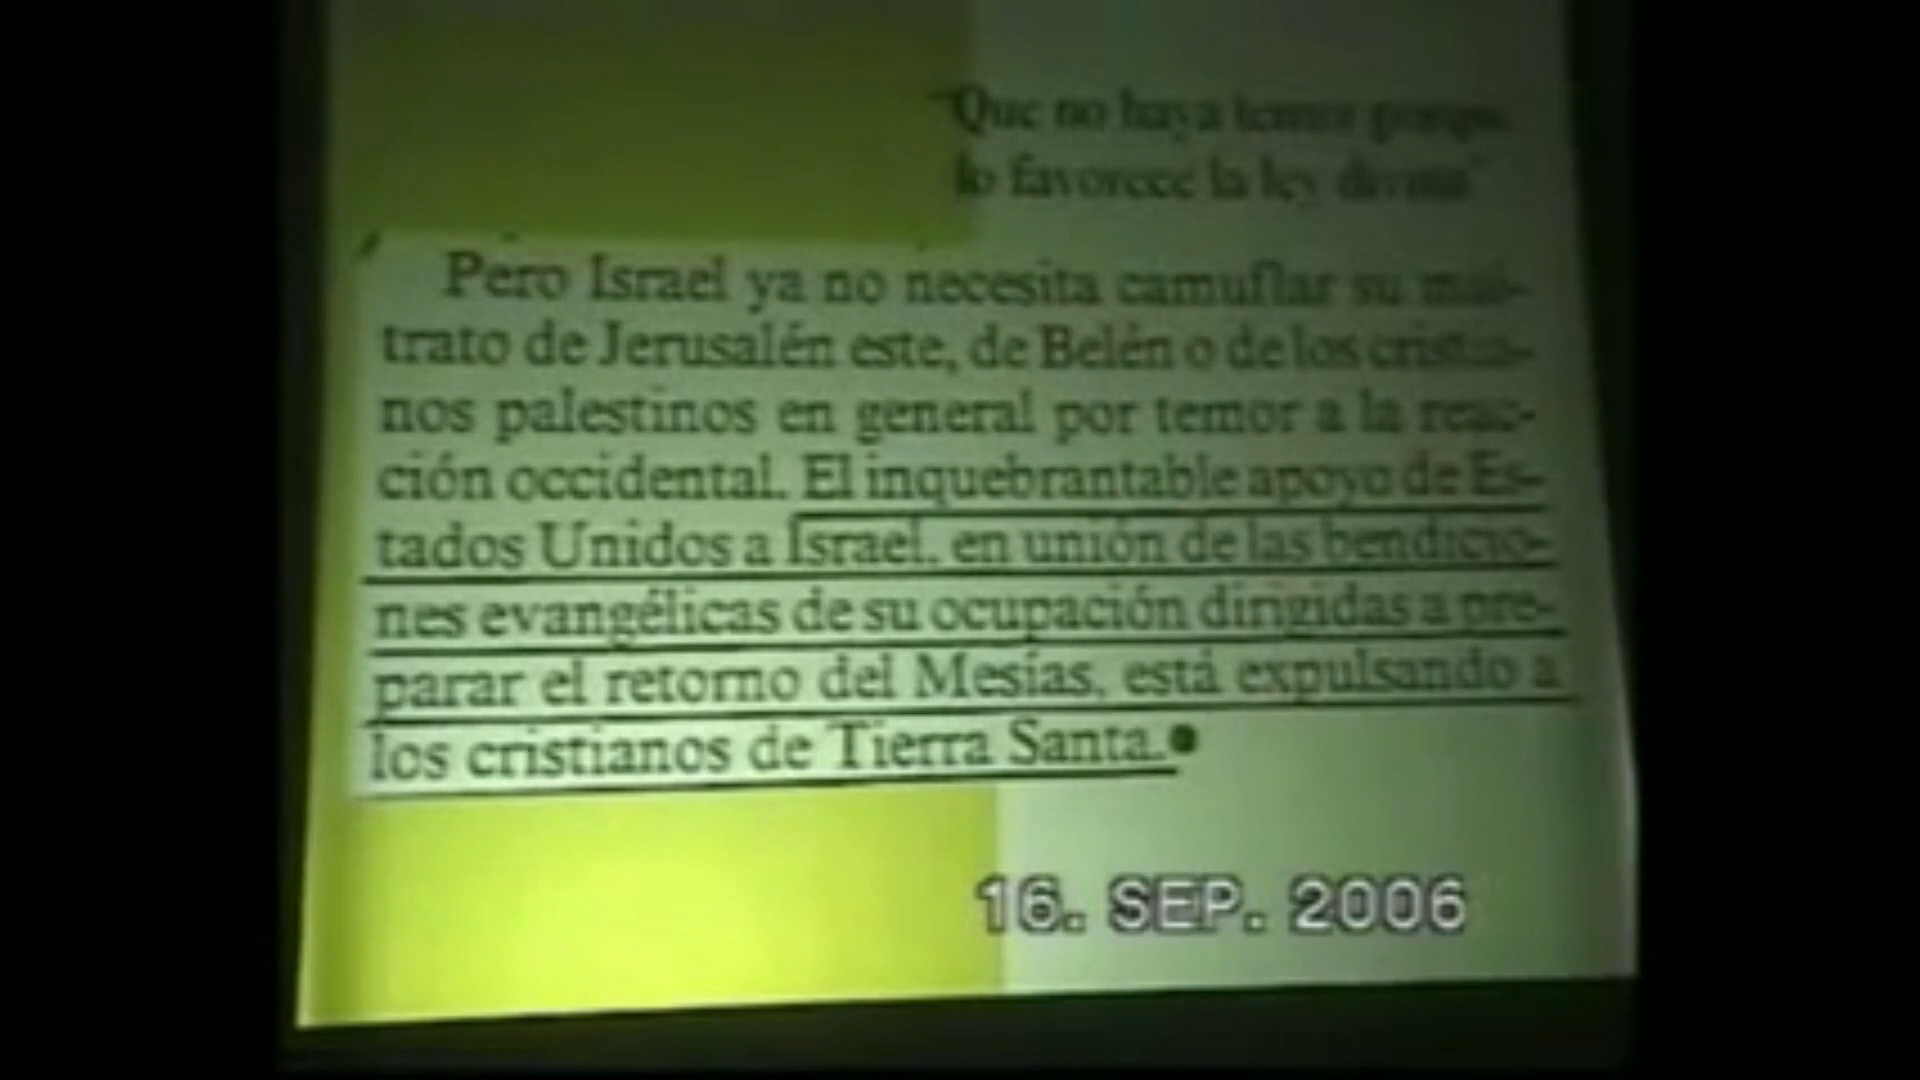 Que no haya temor porque
lo favorece la ley divina
Pero Israel ya no necesita camuflar su mal-
trato de Jerusalén este, de Belén o de los cristia-
nos palestinos en general por temor a la reac-
ción occidental. El inquebrantable apoyo de Es-
tados Unidos a Israel, en unión de las bendicio-
nes evangélicas de su ocupación dirigidas a pre-
parar el retorno del Mesías, está expulsando a
los cristianos de Tierra Santa.●
16. SEP. 2006